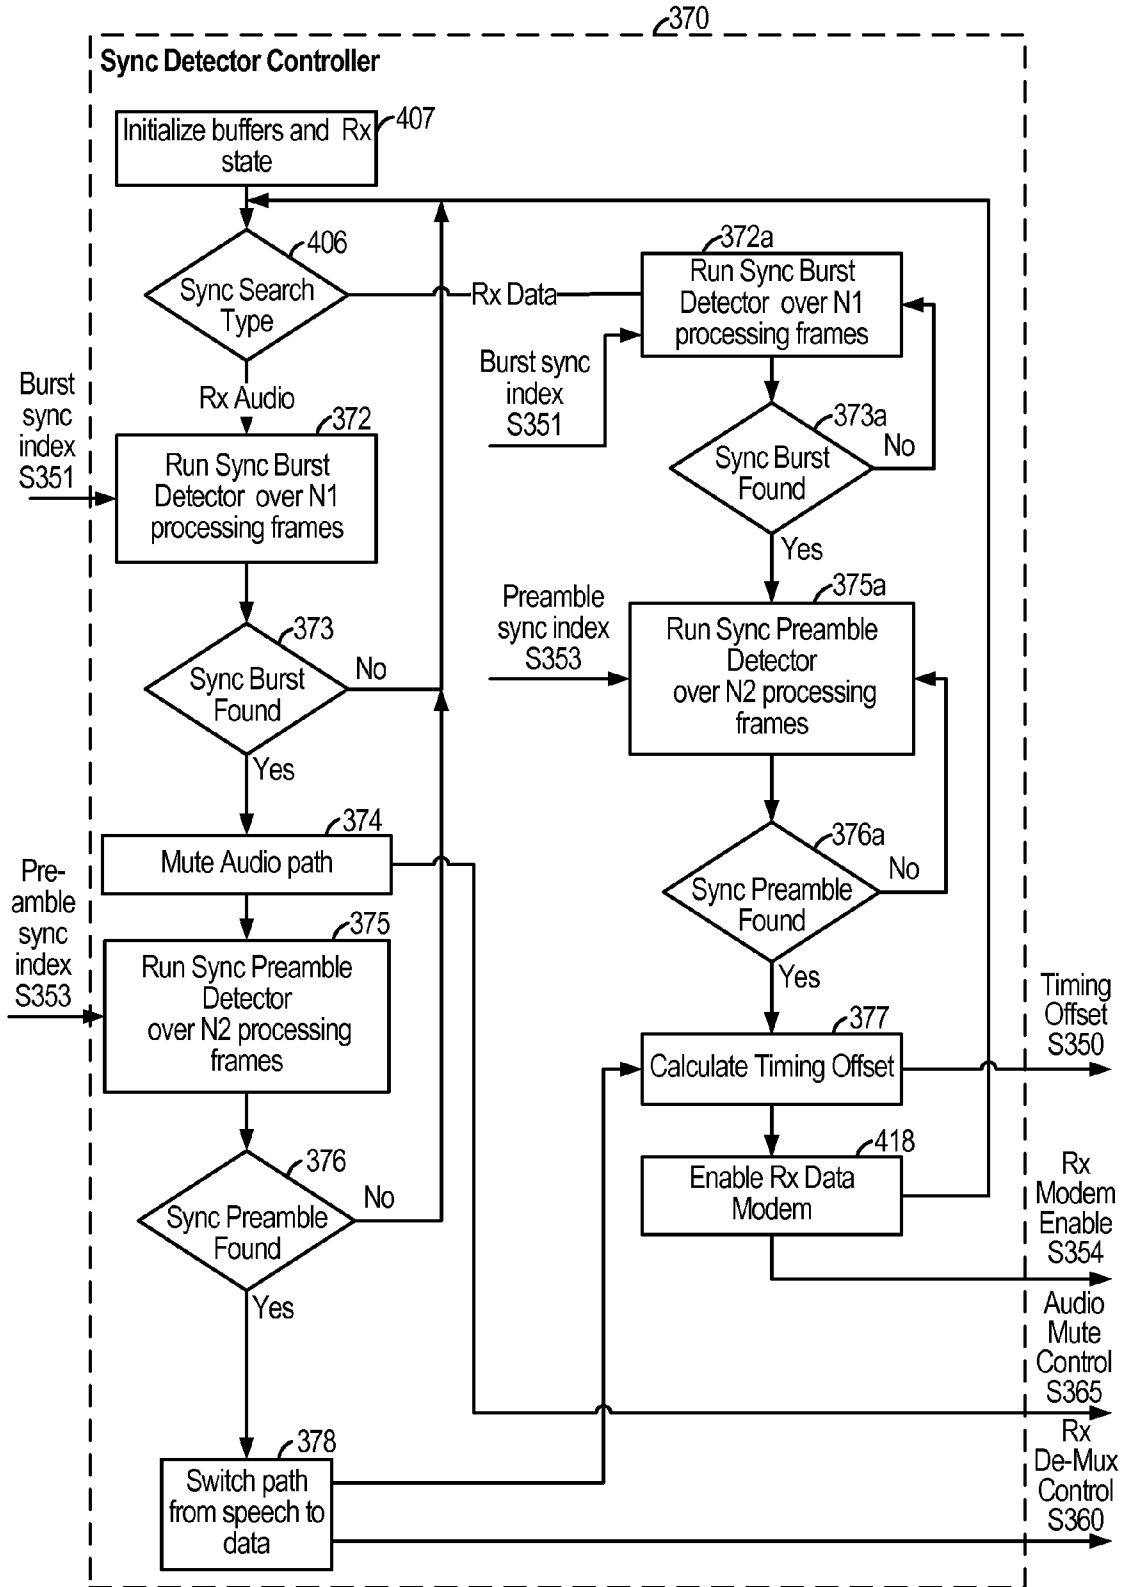 370
Sync Detector Controller
Initialize buffers and Rx
state
407
406
Sync Search
Type
Rx Data
Rx Audio
Burst
sync
index
S351
372
Run Sync Burst
Detector over N1
processing frames
373
Sync Burst
Found
No
Yes
374
Mute Audio path
Pre-
amble
sync
index
S353
375
Run Sync Preamble
Detector
over N2 processing
frames
376
Sync Preamble
Found
No
Yes
378
Switch path
from speech to
data
372a
Run Sync Burst
Detector over N1
processing frames
Burst sync
index
S351
373a
Sync Burst
Found
No
Yes
375a
Preamble
sync index
S353
Run Sync Preamble
Detector
over N2 processing
frames
376a
Sync Preamble
Found
No
Yes
377
Calculate Timing Offset
418
Enable Rx Data
Modem
Timing
Offset
S350
Rx
Modem
Enable
S354
Audio
Mute
Control
S365
Rx
De-Mux
Control
S360